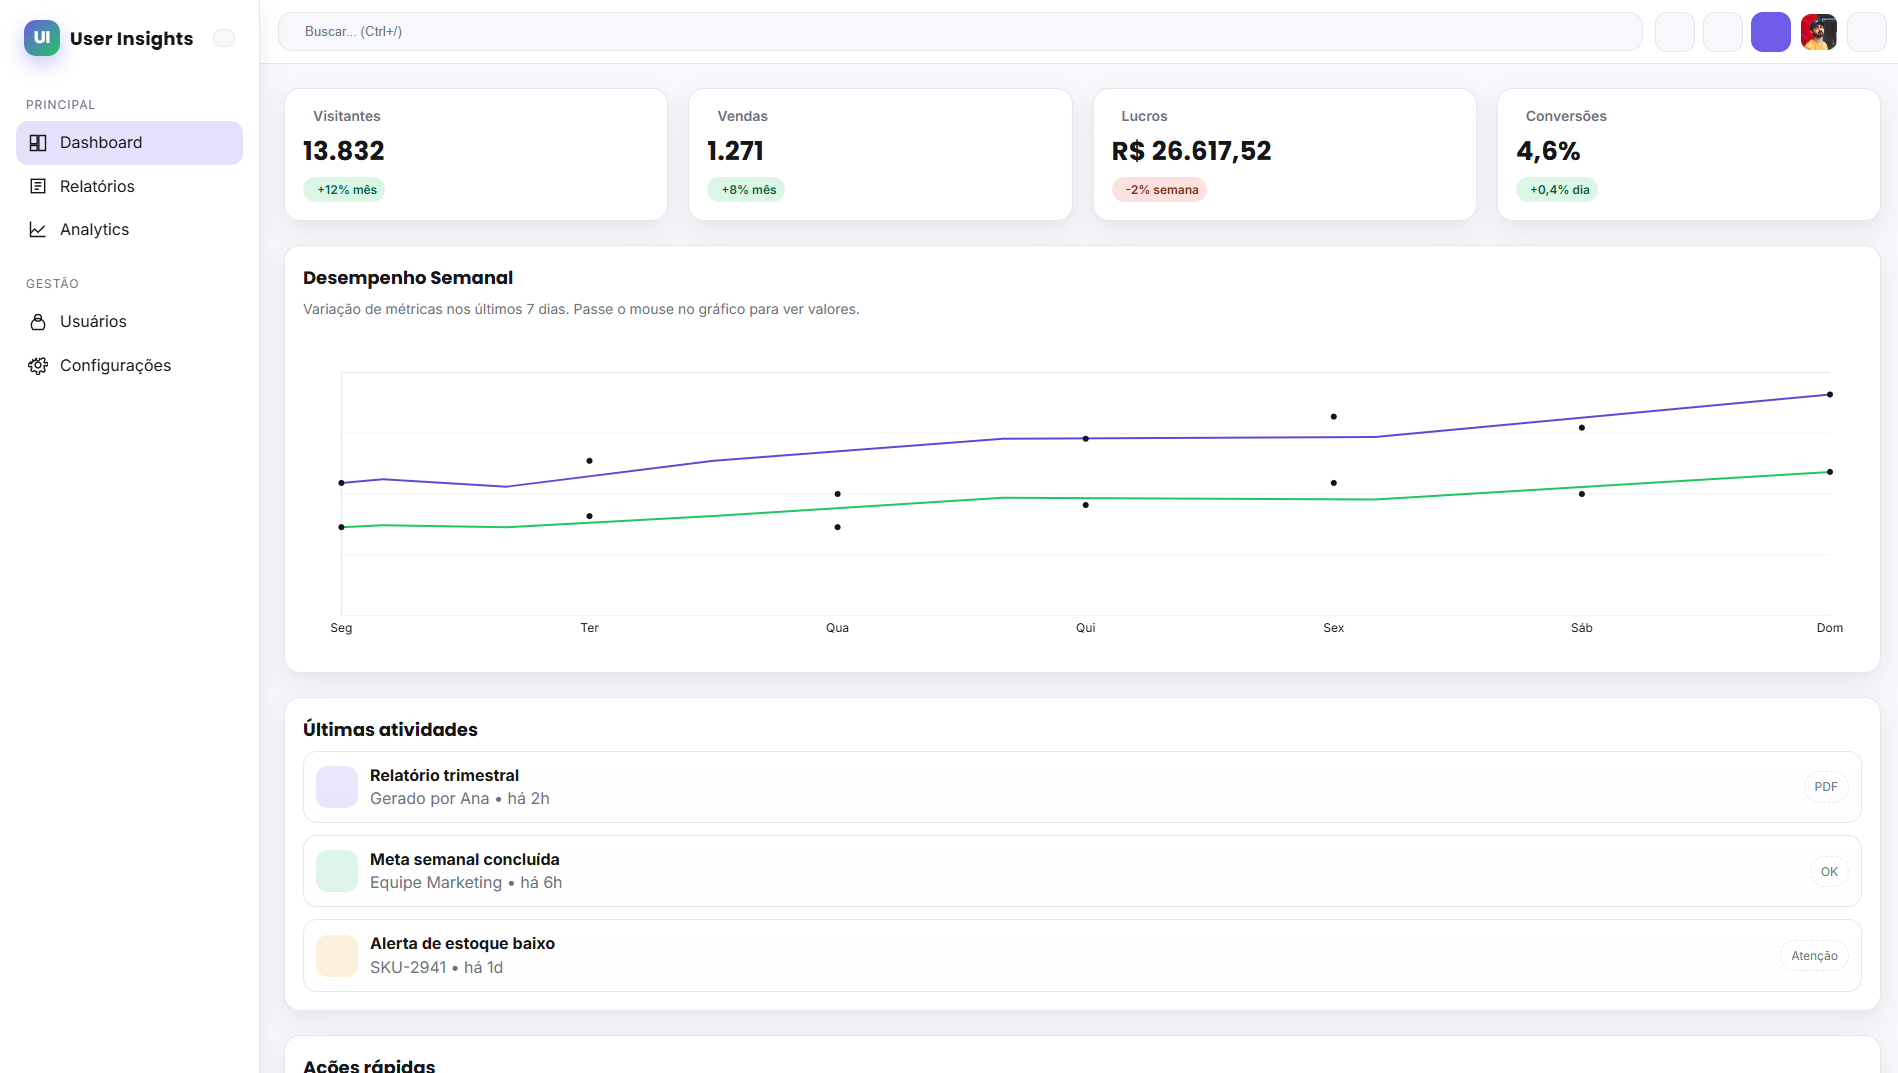 UI User Insights
Buscar... (Ctrl+/)
PRINCIPAL
Dashboard
Relatórios
Analytics
GESTÃO
Usuários
Configurações
Visitantes
13.832
+12% mês
Vendas
1.271
+8% mês
Lucros
R$ 26.617,52
-2% semana
Conversões
4,6%
+0,4% dia
Desempenho Semanal
Variação de métricas nos últimos 7 dias. Passe o mouse no gráfico para ver valores.
Seg Ter Qua Qui Sex Sáb Dom
Últimas atividades
Relatório trimestral
Gerado por Ana • há 2h
PDF
Meta semanal concluída
Equipe Marketing • há 6h
OK
Alerta de estoque baixo
SKU-2941 • há 1d
Atenção
Ações rápidas